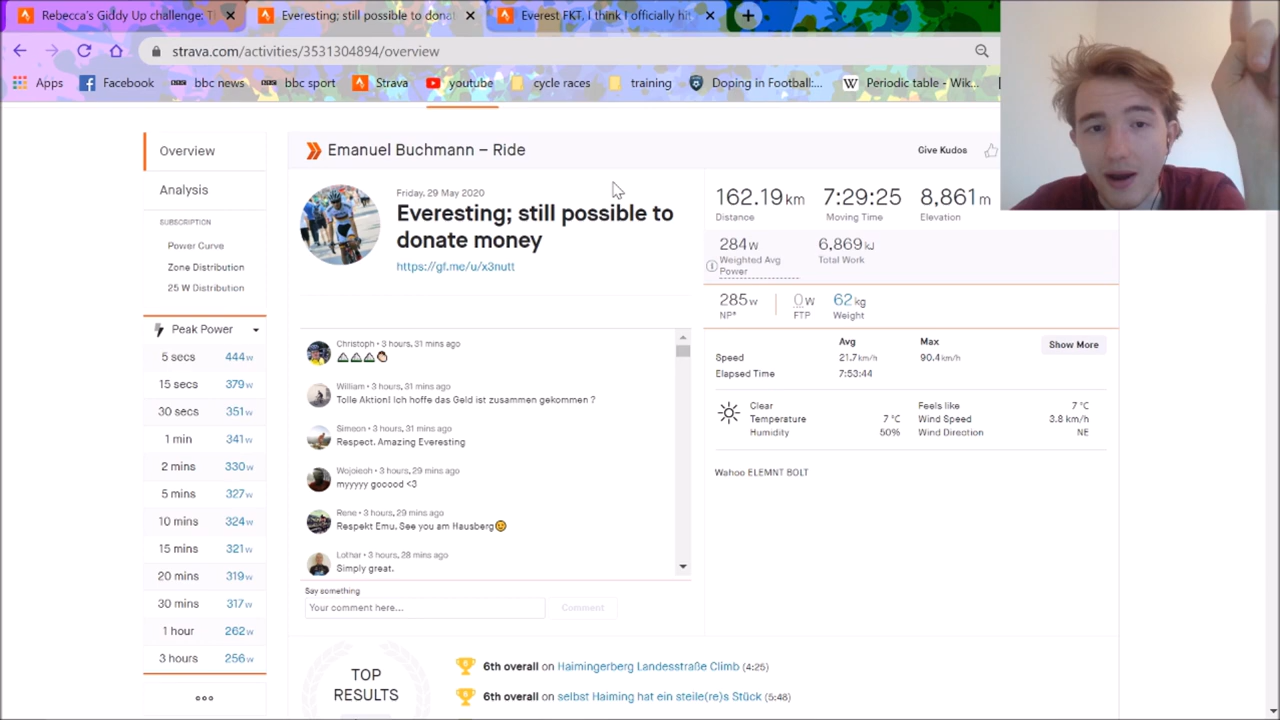 Rebecca's Giddy Up challenge: T
Everesting; still possible to dona
Everest FKT, I think I officially hi
strava.com/activities/3531304894/overview
Apps
Facebook
BBC bbc news
BBC bbc sport
Strava
youtube
cycle races
training
Doping in Football:...
W Periodic table - Wik...
Overview
Analysis
SUBSCRIPTION
Power Curve
Zone Distribution
25 W Distribution
Peak Power
5 secs 444w
15 secs 379w
30 secs 351w
1 min 341w
2 mins 330w
5 mins 327w
10 mins 324w
15 mins 321w
20 mins 319w
30 mins 317w
1 hour 262w
3 hours 256w
Emanuel Buchmann – Ride
Give Kudos
Friday, 29 May 2020
Everesting; still possible to
donate money
https://gf.me/u/x3nutt
162.19km 7:29:25 8,861m
Distance Moving Time Elevation
284w 6,869kJ
Weighted Avg Total Work
Power
285w 0w 62kg
NP® FTP Weight
Avg Max
Show More
Speed 21.7km/h 90.4km/h
Elapsed Time 7:53:44
Clear Feels like 7 °C
Temperature 7 °C Wind Speed 3.8 km/h
Humidity 50% Wind Direction NE
Wahoo ELEMNT BOLT
Christoph • 3 hours, 31 mins ago
William • 3 hours, 31 mins ago
Tolle Aktion! Ich hoffe das Geld ist zusammen gekommen ?
Simeon • 3 hours, 31 mins ago
Respect. Amazing Everesting
Wojciech • 3 hours, 29 mins ago
myyyyy gooood <3
Rene • 3 hours, 29 mins ago
Respekt Emu. See you am Hausberg
Lothar • 3 hours, 28 mins ago
Simply great.
Say something
Your comment here...
Comment
TOP
RESULTS
6th overall on Haimingerberg Landesstraße Climb (4:25)
6th overall on selbst Haiming hat ein steile(re)s Stück (5:48)